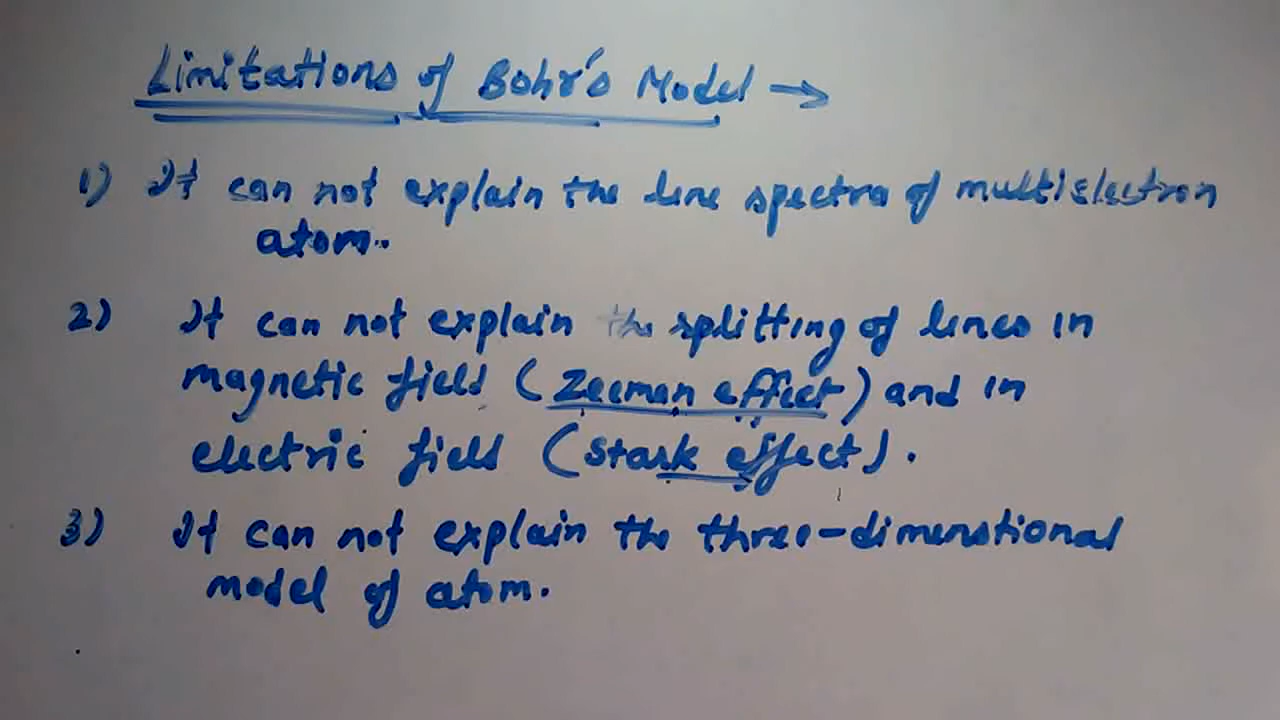 Limitations of Bohr's Model →
1) It can not explain the line spectra of multielectron
atom.
2) It can not explain the splitting of lines in
magnetic field (Zeeman effect) and in
electric field (Stark effect).
3) It can not explain the three-dimenstional
model of atom.